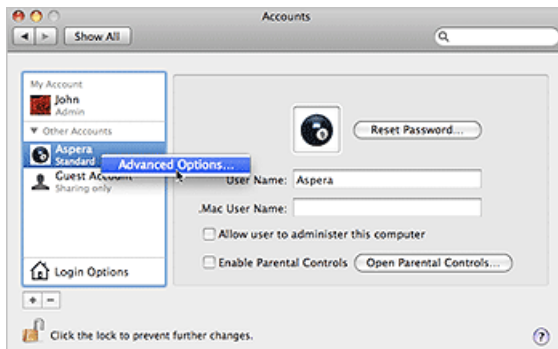 Accounts
Show All
My Account
John
Admin
Other Accounts
Aspera
Standard
Advanced Options...
Guest Account
Sharing only
Login Options
Reset Password...
User Name: Aspera
.Mac User Name:
Allow user to administer this computer
Enable Parental Controls Open Parental Controls...
+ −
Click the lock to prevent further changes.
?